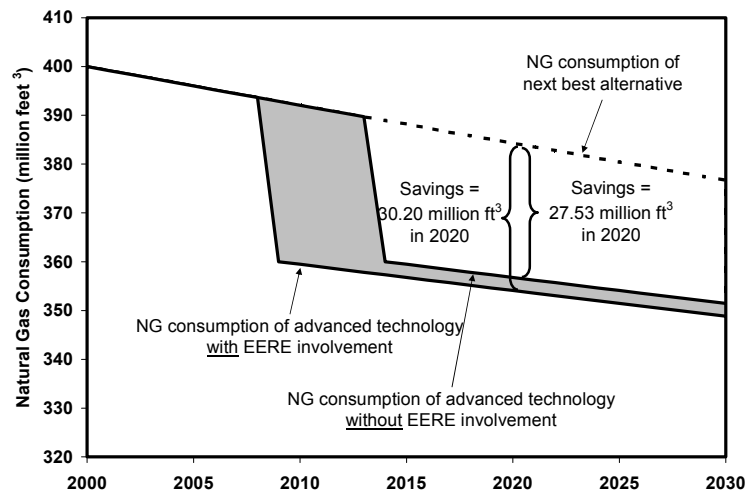 Natural Gas Consumption (million feet ³)
410
400
390
380
370
360
350
340
330
320
2000
2005
2010
2015
2020
2025
2030
NG consumption of
next best alternative
Savings =
30.20 million ft³
in 2020
Savings =
27.53 million ft³
in 2020
NG consumption of advanced technology
with EERE involvement
NG consumption of advanced technology
without EERE involvement